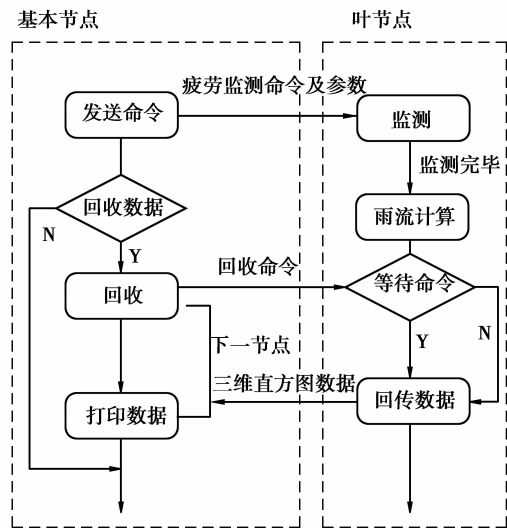 基本节点
叶节点
疲劳监测命令及参数
发送命令
监测
监测完毕
回收数据
雨流计算
N
Y
回收命令
等待命令
回收
N
下一节点
Y
三维直方图数据
打印数据
回传数据